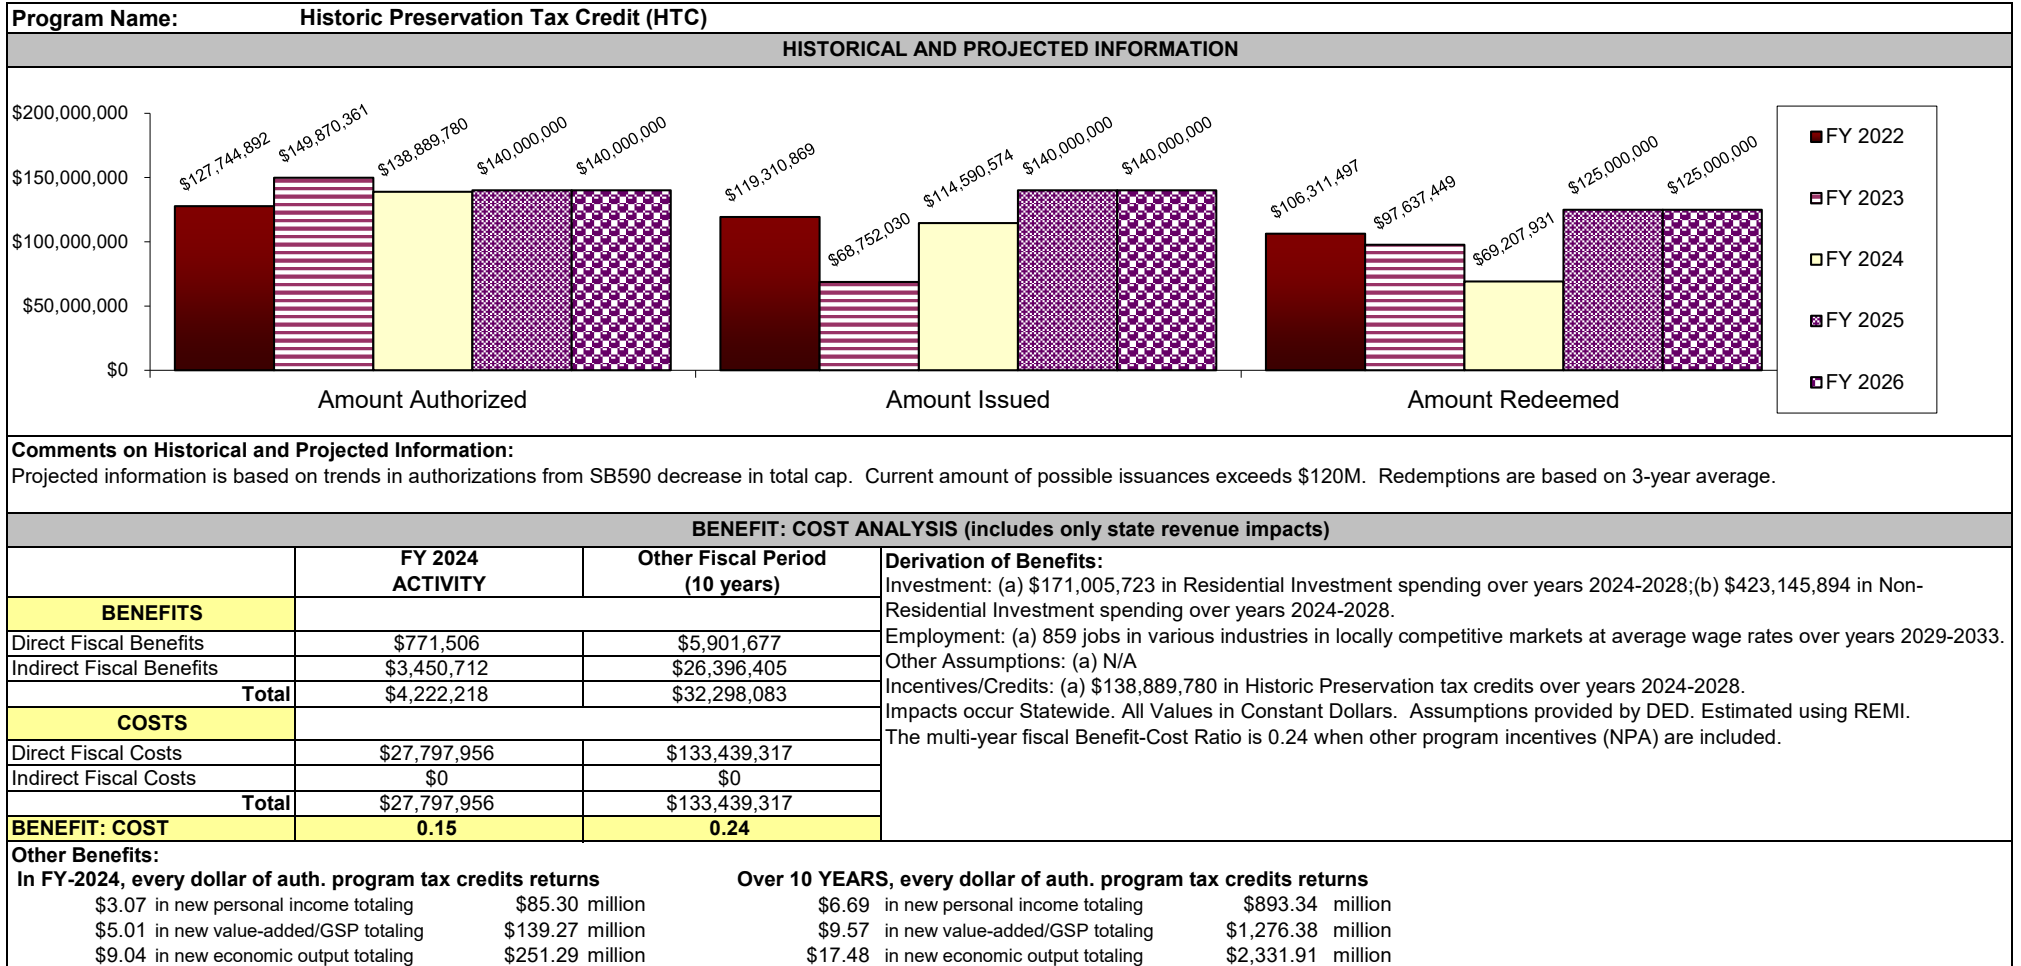 Program Name: Historic Preservation Tax Credit (HTC)
HISTORICAL AND PROJECTED INFORMATION
$200,000,000
$150,000,000
$100,000,000
$50,000,000
$0
$127,744,892 $149,870,361 $138,889,780 $140,000,000 $140,000,000
$119,310,869 $68,752,030 $114,590,574 $140,000,000 $140,000,000
$106,311,497 $97,637,449 $69,207,931 $125,000,000 $125,000,000
Amount Authorized Amount Issued Amount Redeemed
FY 2022
FY 2023
FY 2024
FY 2025
FY 2026
Comments on Historical and Projected Information:
Projected information is based on trends in authorizations from SB590 decrease in total cap. Current amount of possible issuances exceeds $120M. Redemptions are based on 3-year average.
BENEFIT: COST ANALYSIS (includes only state revenue impacts)
FY 2024 Other Fiscal Period
ACTIVITY (10 years)
BENEFITS
Direct Fiscal Benefits $771,506 $5,901,677
Indirect Fiscal Benefits $3,450,712 $26,396,405
Total $4,222,218 $32,298,083
COSTS
Direct Fiscal Costs $27,797,956 $133,439,317
Indirect Fiscal Costs $0 $0
Total $27,797,956 $133,439,317
BENEFIT: COST 0.15 0.24
Derivation of Benefits:
Investment: (a) $171,005,723 in Residential Investment spending over years 2024-2028;(b) $423,145,894 in Non-
Residential Investment spending over years 2024-2028.
Employment: (a) 859 jobs in various industries in locally competitive markets at average wage rates over years 2029-2033.
Other Assumptions: (a) N/A
Incentives/Credits: (a) $138,889,780 in Historic Preservation tax credits over years 2024-2028.
Impacts occur Statewide. All Values in Constant Dollars. Assumptions provided by DED. Estimated using REMI.
The multi-year fiscal Benefit-Cost Ratio is 0.24 when other program incentives (NPA) are included.
Other Benefits:
In FY-2024, every dollar of auth. program tax credits returns Over 10 YEARS, every dollar of auth. program tax credits returns
$3.07 in new personal income totaling $85.30 million $6.69 in new personal income totaling $893.34 million
$5.01 in new value-added/GSP totaling $139.27 million $9.57 in new value-added/GSP totaling $1,276.38 million
$9.04 in new economic output totaling $251.29 million $17.48 in new economic output totaling $2,331.91 million